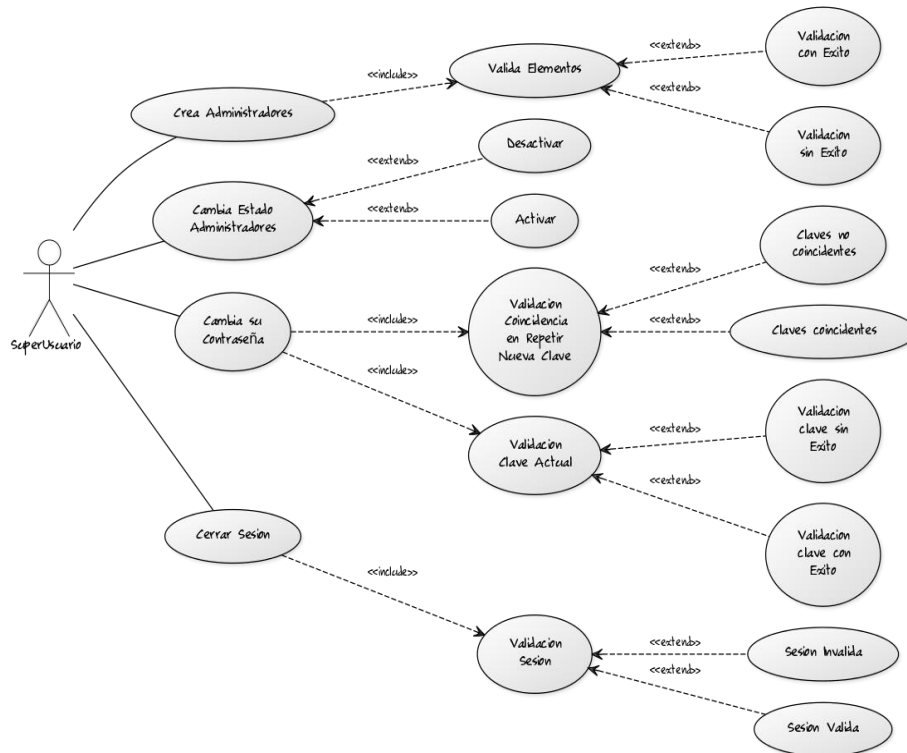 Validacion
con Exito
<<extend>>
<<include>>
Valida Elementos
<<extend>>
Crea Administradores
Validacion
sin Exito
Desactivar
<<extend>>
Cambia Estado
Administradores
<<extend>>
Activar
Claves no
coincidentes
<<extend>>
SuperUsuario
Cambia su
Contraseña
<<include>>
Validacion
Coincidencia
en Repetir
Nueva Clave
<<extend>>
Claves coincidentes
<<include>>
Validacion
Clave Actual
<<extend>>
Validacion
clave sin
Exito
<<extend>>
Validacion
clave con
Exito
Cerrar Sesion
<<include>>
Validacion
Sesion
<<extend>>
Sesion Invalida
<<extend>>
Sesion Valida